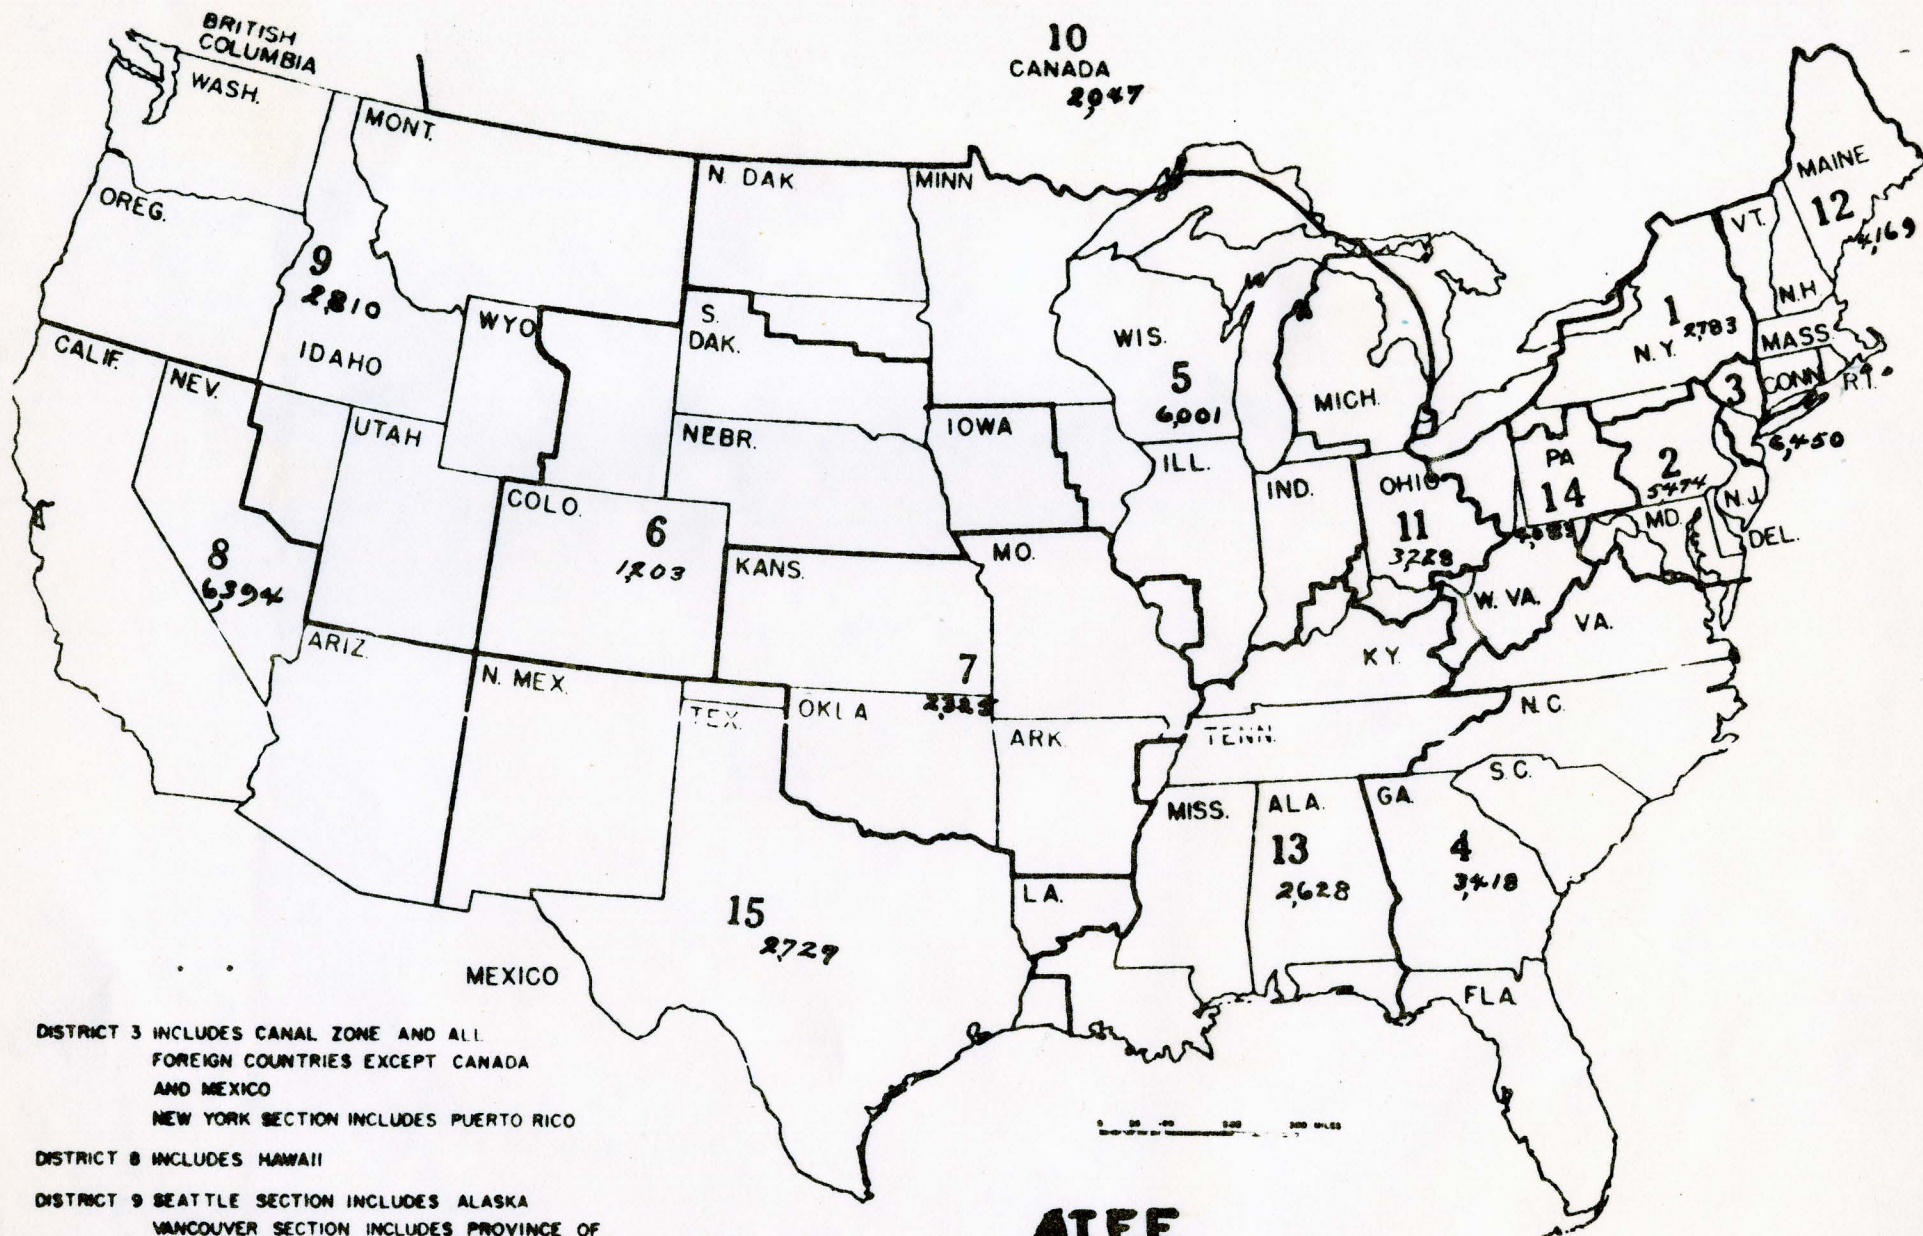 BRITISH
COLUMBIA
10
CANADA
2,047
WASH.
MONT.
N. DAK
MINN
MAINE
12
4,169
OREG.
VT.
9
2,810
IDAHO
WYO
S.
DAK.
WIS.
5
6,001
MICH.
1
2,783
N.Y.
N.H
MASS.
CALIF.
NEV.
UTAH
NEBR.
IOWA
3
CONN
R.I.
6,450
ILL.
IND.
OHIO
11
3,228
PA
14
2
5474
N.J.
MD.
DEL.
8
6,394
COLO.
6
1,203
KANS.
MO.
W. VA.
VA.
ARIZ.
N. MEX.
7
KY.
TEX.
OKLA
ARK.
TENN.
N.C.
S.C.
MISS.
ALA.
13
2,628
GA.
4
3,418
LA.
15
2,729
MEXICO
FLA
DISTRICT 3 INCLUDES CANAL ZONE AND ALL
FOREIGN COUNTRIES EXCEPT CANADA
AND MEXICO
NEW YORK SECTION INCLUDES PUERTO RICO
DISTRICT 8 INCLUDES HAWAII
DISTRICT 9 SEATTLE SECTION INCLUDES ALASKA
VANCOUVER SECTION INCLUDES PROVINCE OF